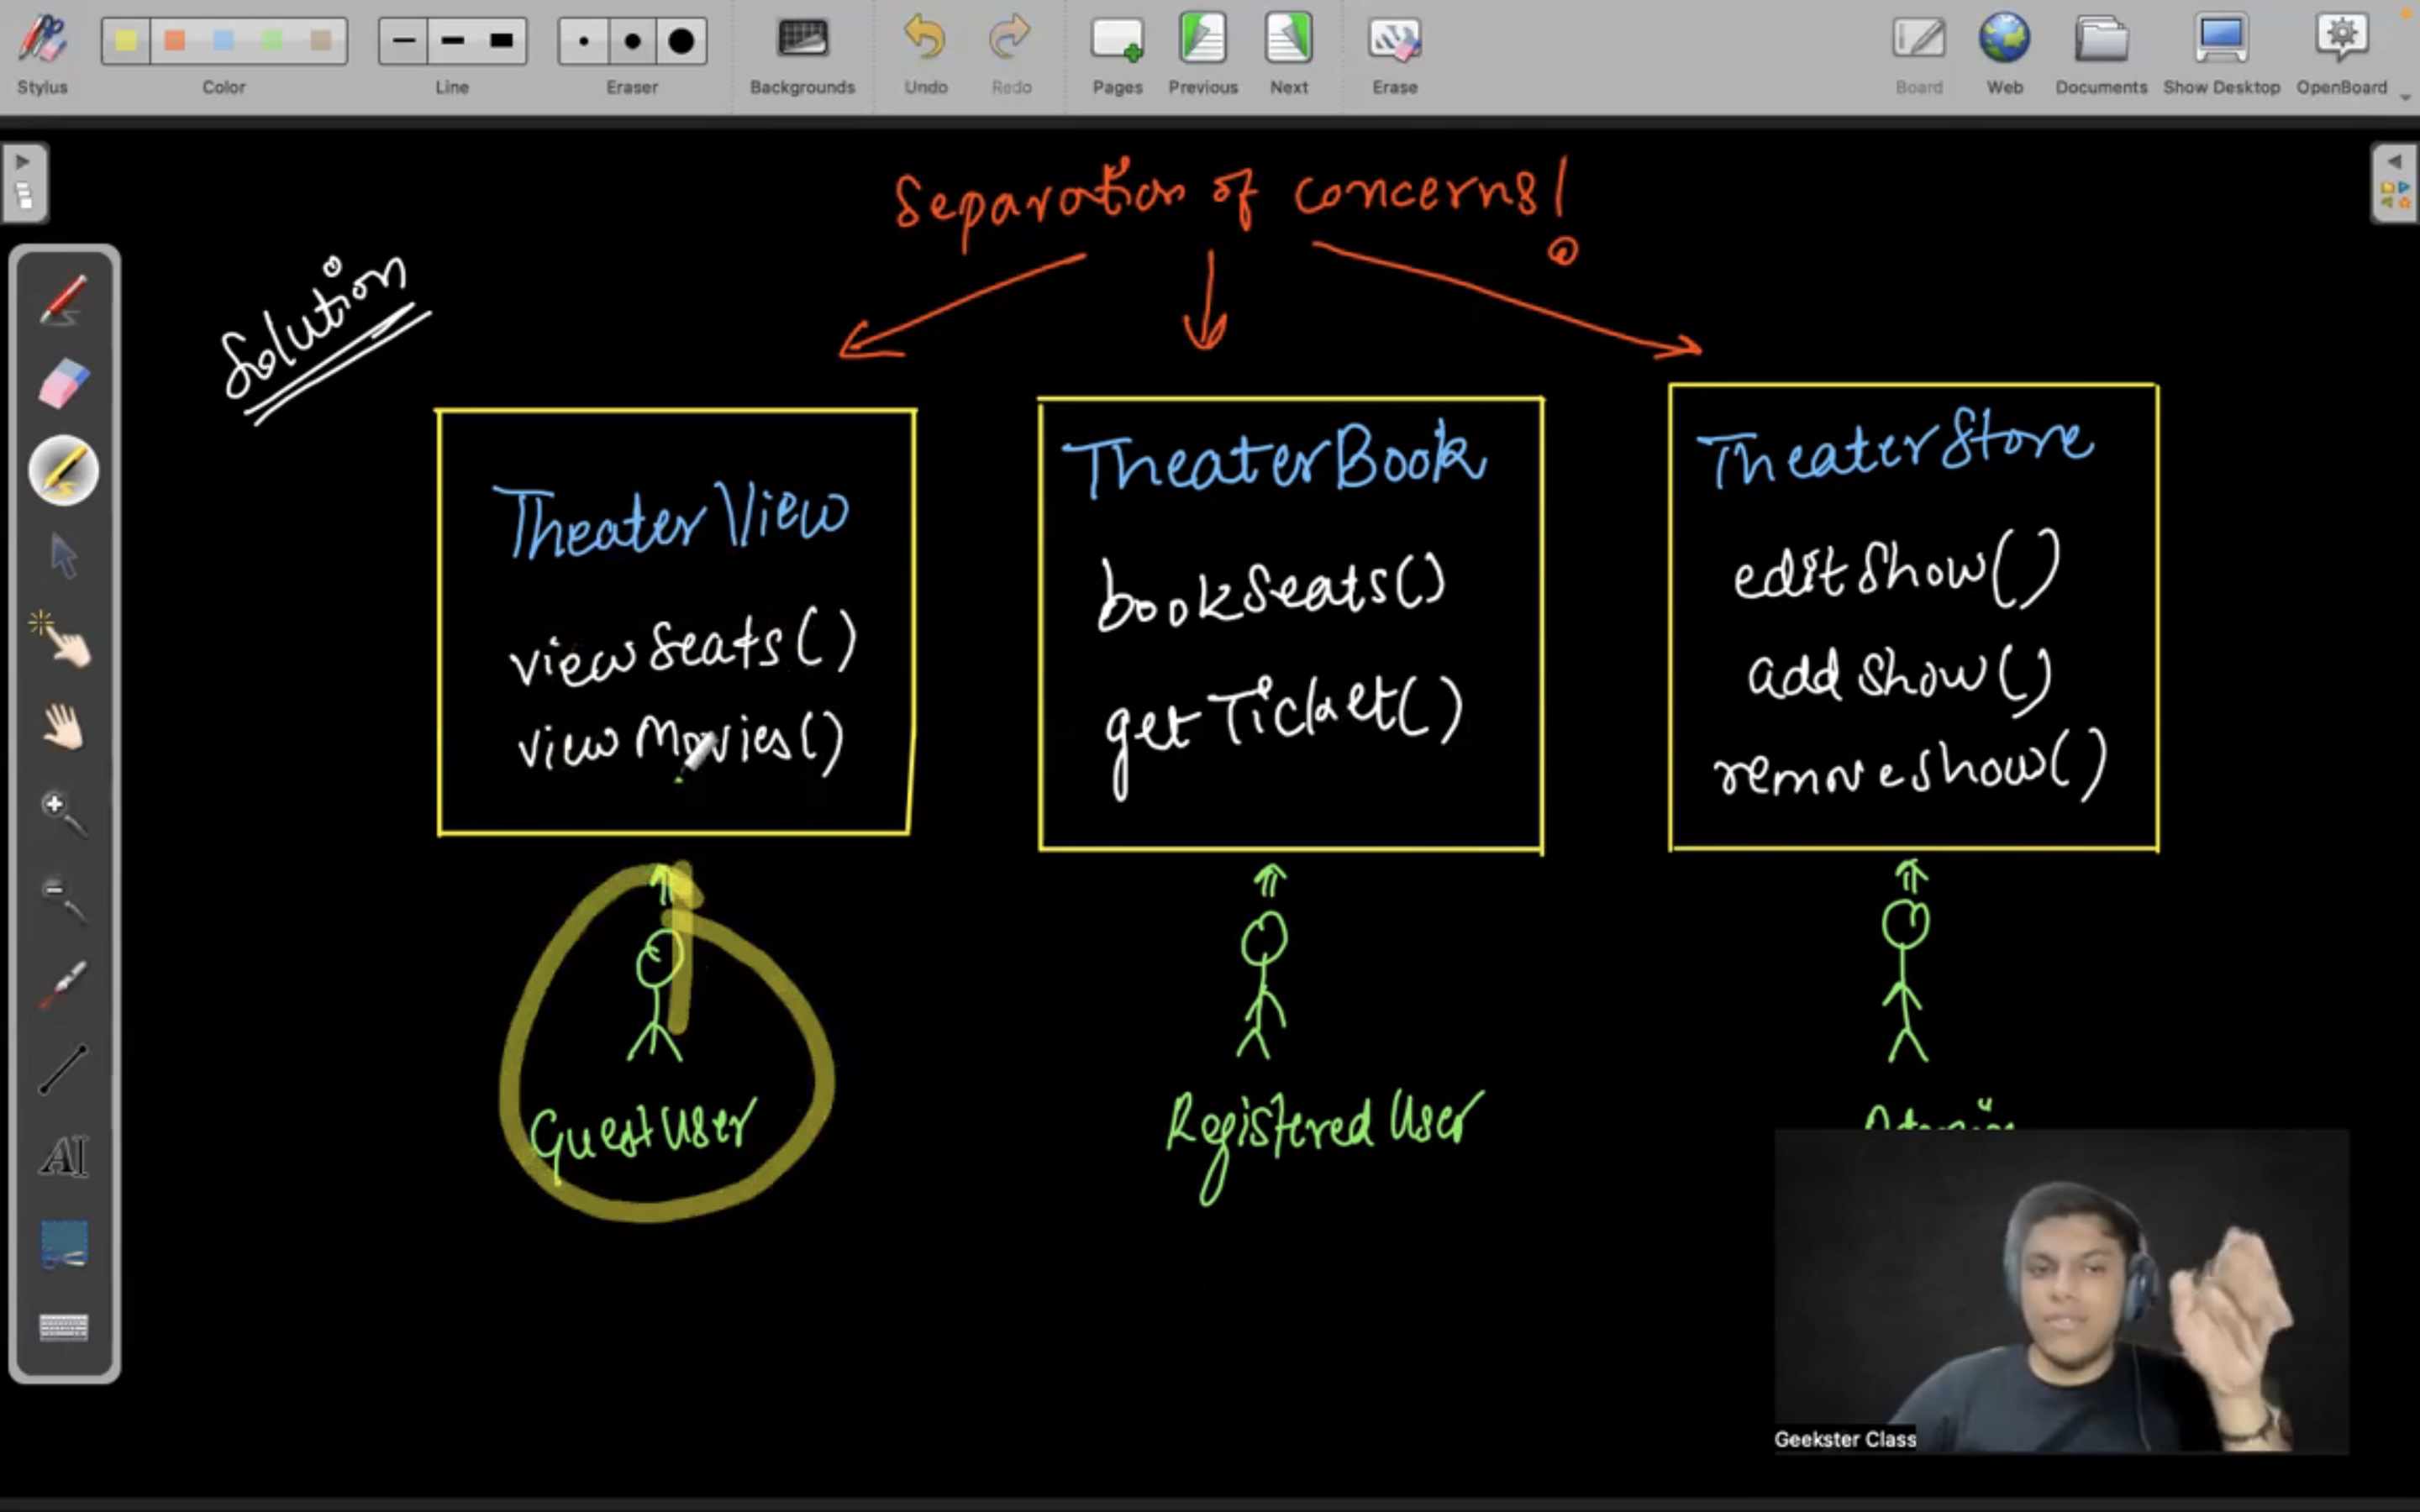 Stylus
Color
Line
Eraser
Backgrounds
Undo
Redo
Pages
Previous
Next
Erase
Board
Web
Documents
Show Desktop
OpenBoard
Separation of concerns!
Solution
TheaterView
viewSeats()
viewMovies()
TheaterBook
bookSeats()
getTicket()
TheaterStore
editShow()
addShow()
removeshow()
GuestUser
Registered User
AI
Geekster Class